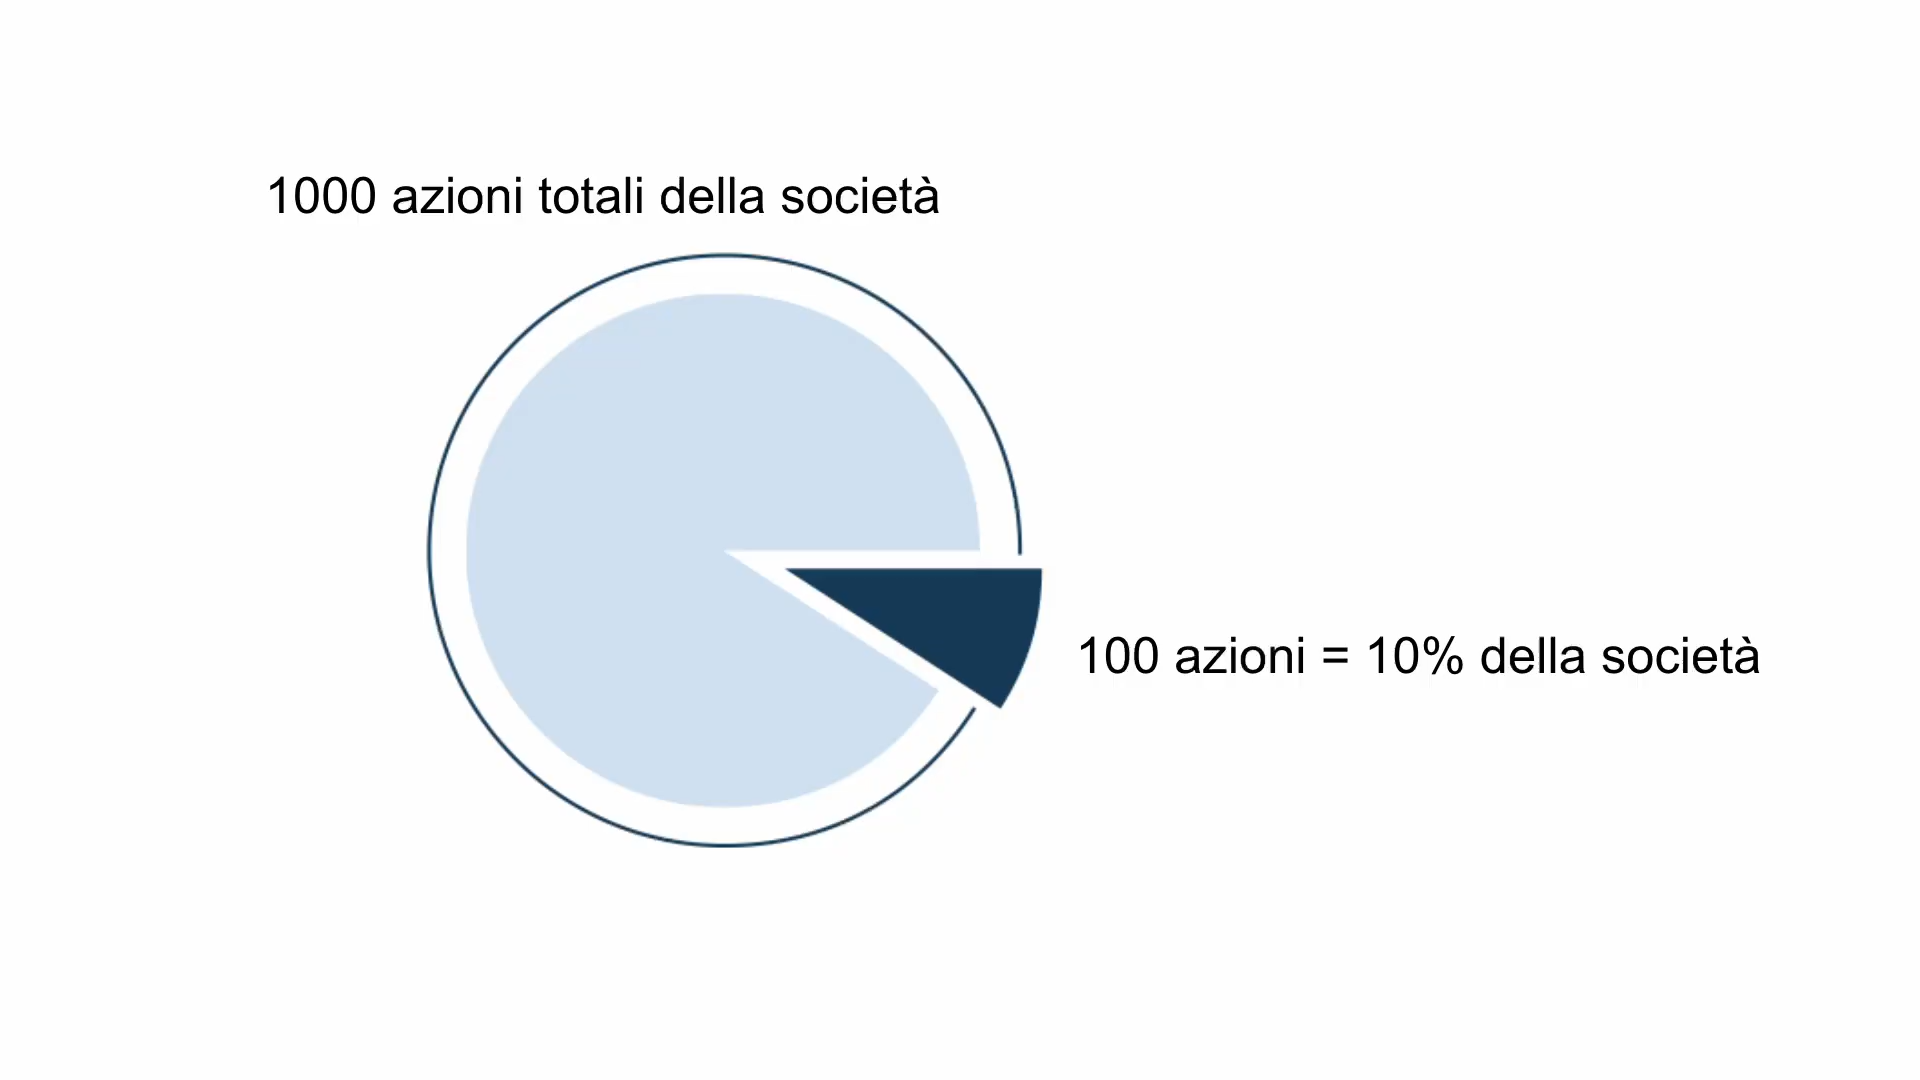 1000 azioni totali della società
100 azioni = 10% della società